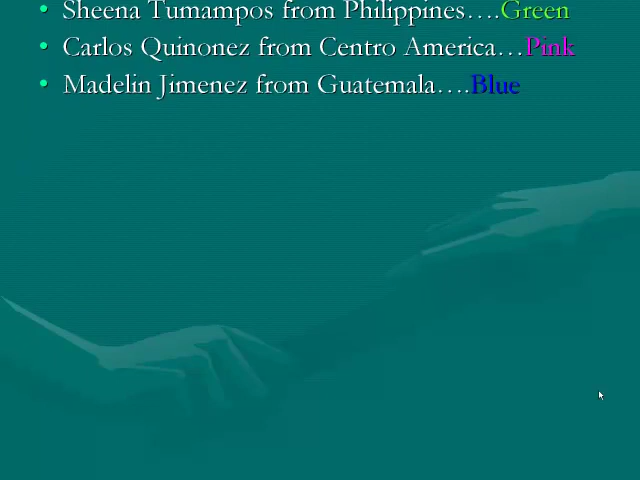 • Sheena Tumampos from Philippines….Green
• Carlos Quinonez from Centro America…Pink
• Madelin Jimenez from Guatemala….Blue